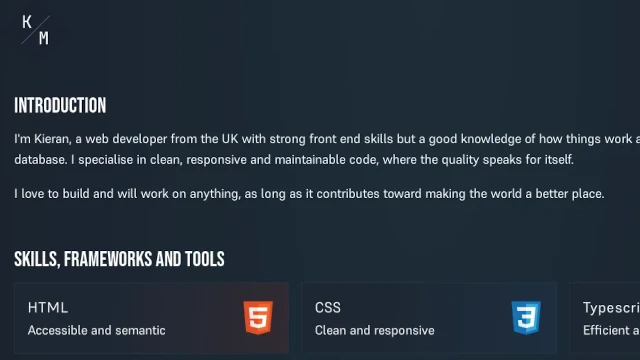 K
M
INTRODUCTION
I'm Kieran, a web developer from the UK with strong front end skills but a good knowledge of how things work
database. I specialise in clean, responsive and maintainable code, where the quality speaks for itself.
I love to build and will work on anything, as long as it contributes toward making the world a better place.
SKILLS, FRAMEWORKS AND TOOLS
HTML
Accessible and semantic
5
CSS
Clean and responsive
3
Typescri
Efficient a